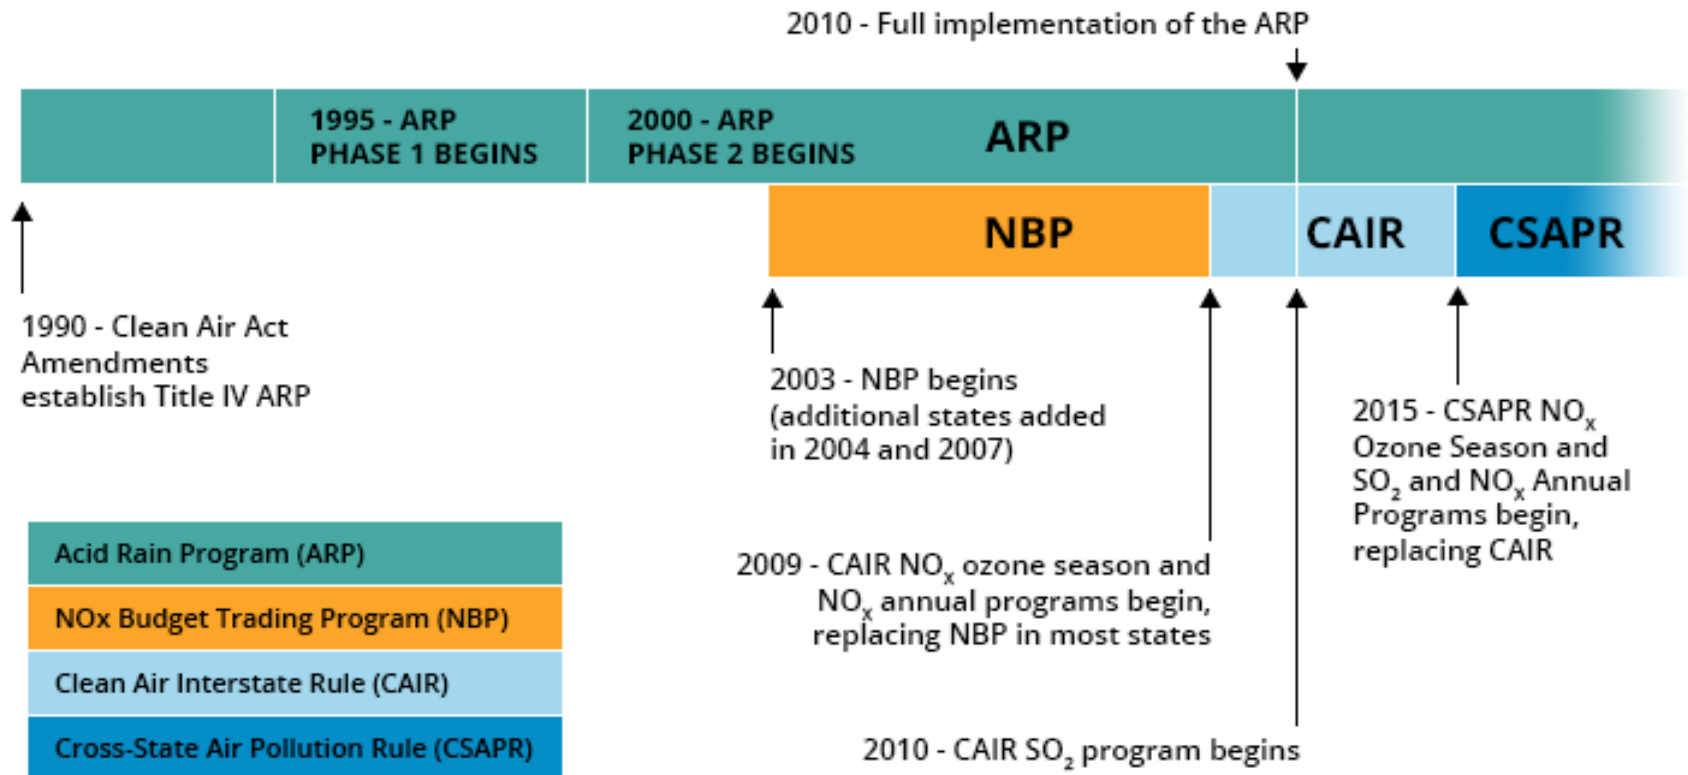 2010 - Full implementation of the ARP
1995 - ARP
PHASE 1 BEGINS
2000 - ARP
PHASE 2 BEGINS
ARP
NBP
CAIR
CSAPR
1990 - Clean Air Act
Amendments
establish Title IV ARP
2003 - NBP begins
(additional states added
in 2004 and 2007)
2015 - CSAPR NOₓ
Ozone Season and
SO₂ and NOₓ Annual
Programs begin,
replacing CAIR
2009 - CAIR NOₓ ozone season and
NOₓ annual programs begin,
replacing NBP in most states
2010 - CAIR SO₂ program begins
Acid Rain Program (ARP)
NOx Budget Trading Program (NBP)
Clean Air Interstate Rule (CAIR)
Cross-State Air Pollution Rule (CSAPR)